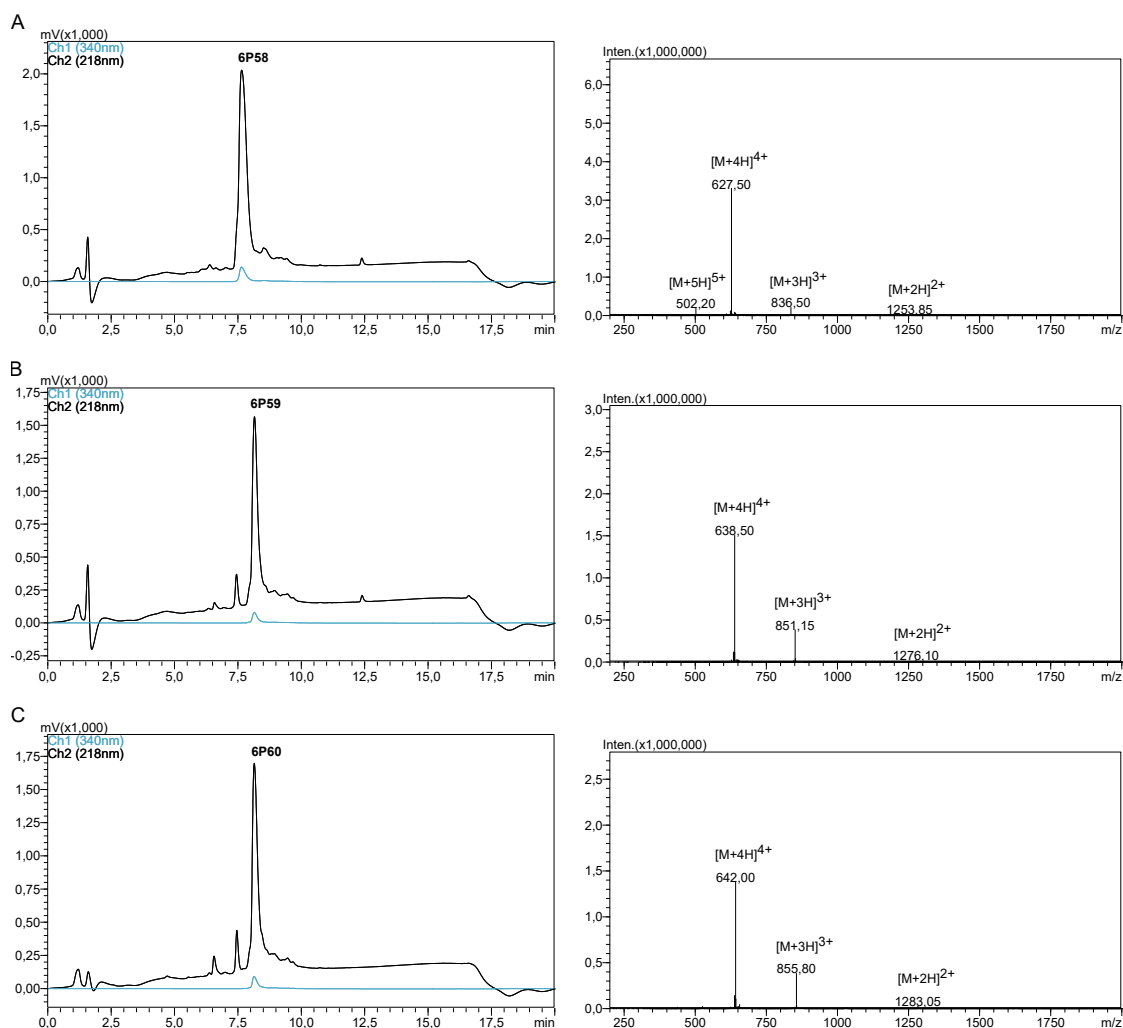 A
mV(x1,000)
Ch1 (340nm)
Ch2 (218nm)
6P58
2,0
1,5
1,0
0,5
0,0
0,0 2,5 5,0 7,5 10,0 12,5 15,0 17,5 min
Inten.(x1,000,000)
6,0
5,0
4,0
[M+4H]4+
627,50
3,0
2,0
1,0
[M+5H]5+ [M+3H]3+ [M+2H]2+
502,20 836,50 1253,85
0,0
250 500 750 1000 1250 1500 1750 m/z
B
mV(x1,000)
Ch1 (340nm)
Ch2 (218nm)
6P59
1,75
1,50
1,25
1,00
0,75
0,50
0,25
0,00
-0,25
0,0 2,5 5,0 7,5 10,0 12,5 15,0 17,5 min
Inten.(x1,000,000)
3,0
2,5
2,0
[M+4H]4+
638,50
1,5
1,0
[M+3H]3+
851,15
0,5
[M+2H]2+
1276,10
0,0
250 500 750 1000 1250 1500 1750 m/z
C
mV(x1,000)
Ch1 (340nm)
Ch2 (218nm)
6P60
1,75
1,50
1,25
1,00
0,75
0,50
0,25
0,00
0,0 2,5 5,0 7,5 10,0 12,5 15,0 17,5 min
Inten.(x1,000,000)
2,5
2,0
[M+4H]4+
1,5
642,00
1,0
[M+3H]3+
0,5
855,80
[M+2H]2+
1283,05
0,0
250 500 750 1000 1250 1500 1750 m/z